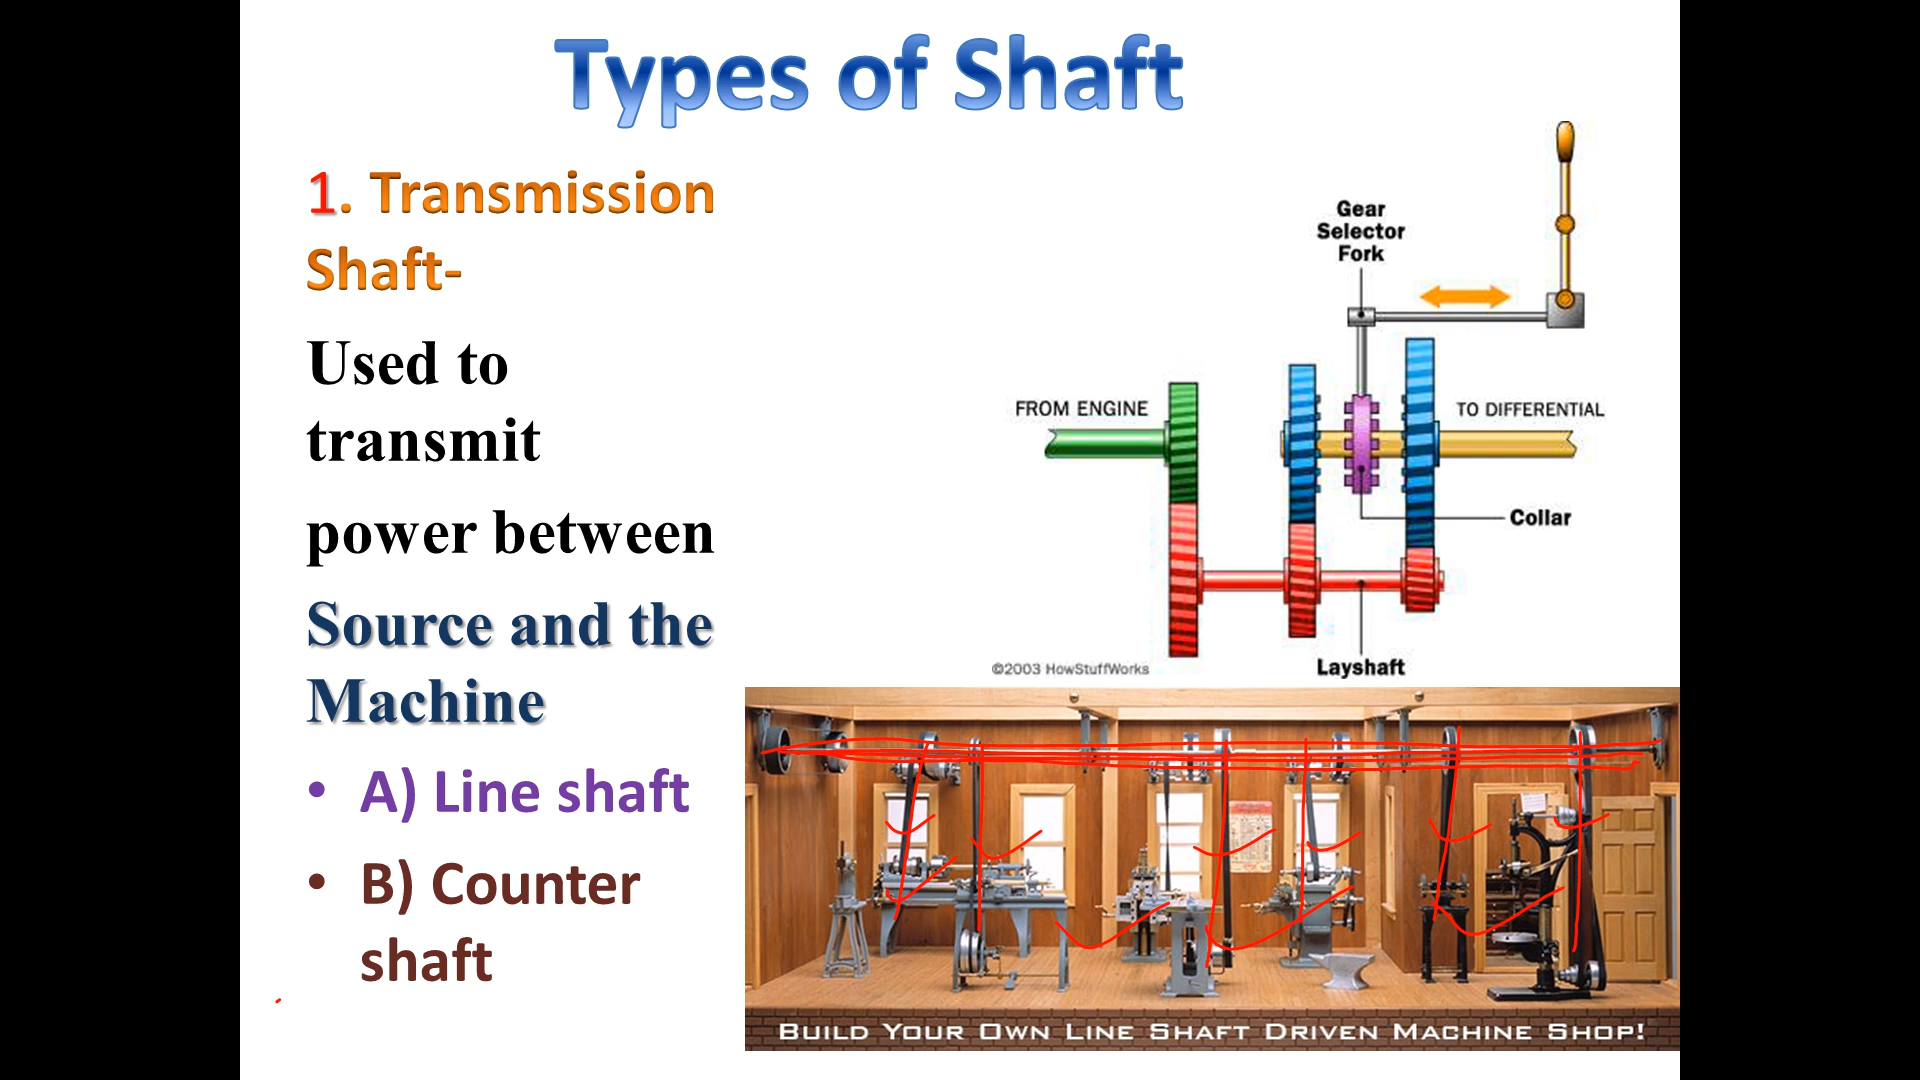 Types of Shaft
1. Transmission
Shaft-
Used to
transmit
power between
Source and the
Machine
• A) Line shaft
• B) Counter
shaft
Gear
Selector
Fork
FROM ENGINE
TO DIFFERENTIAL
Collar
Layshaft
©2003 HowStuffWorks
BUILD YOUR OWN LINE SHAFT DRIVEN MACHINE SHOP!